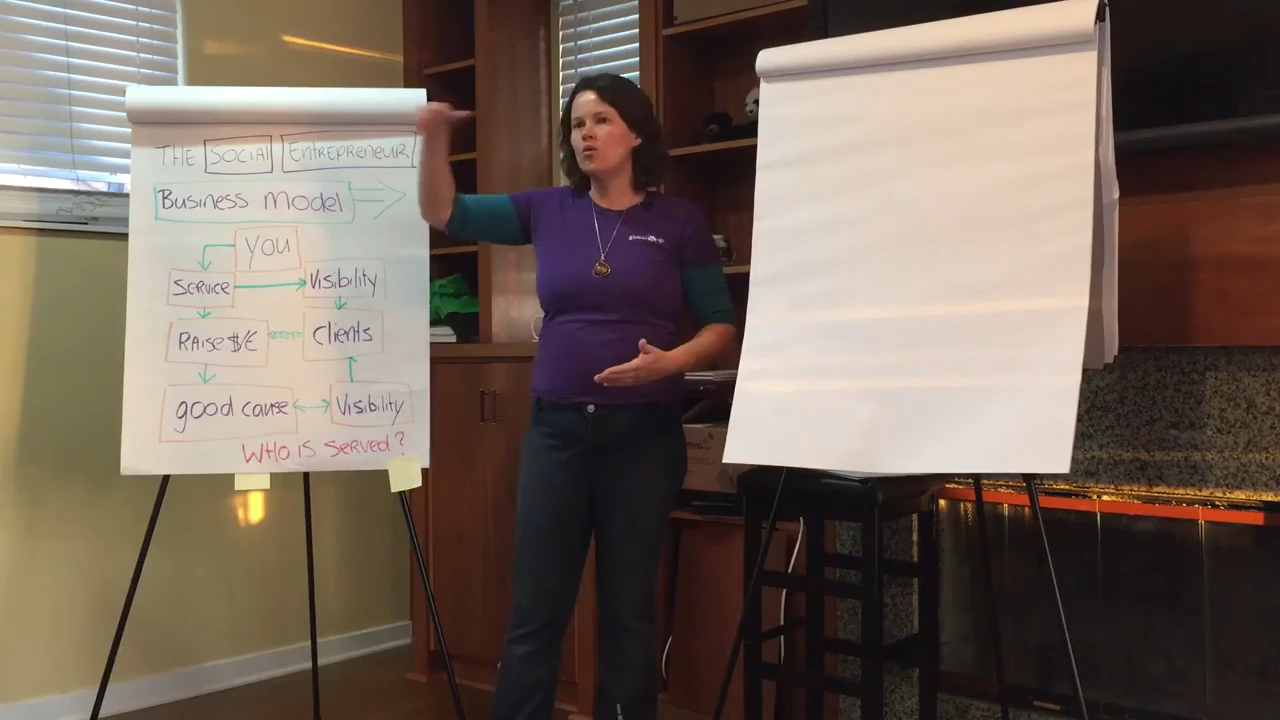 THE SOCIAL ENTREPRENEUR
Business model
YOU
SERVICE Visibility
RAISE $/€ Clients
good cause Visibility
WHO IS SERVED?